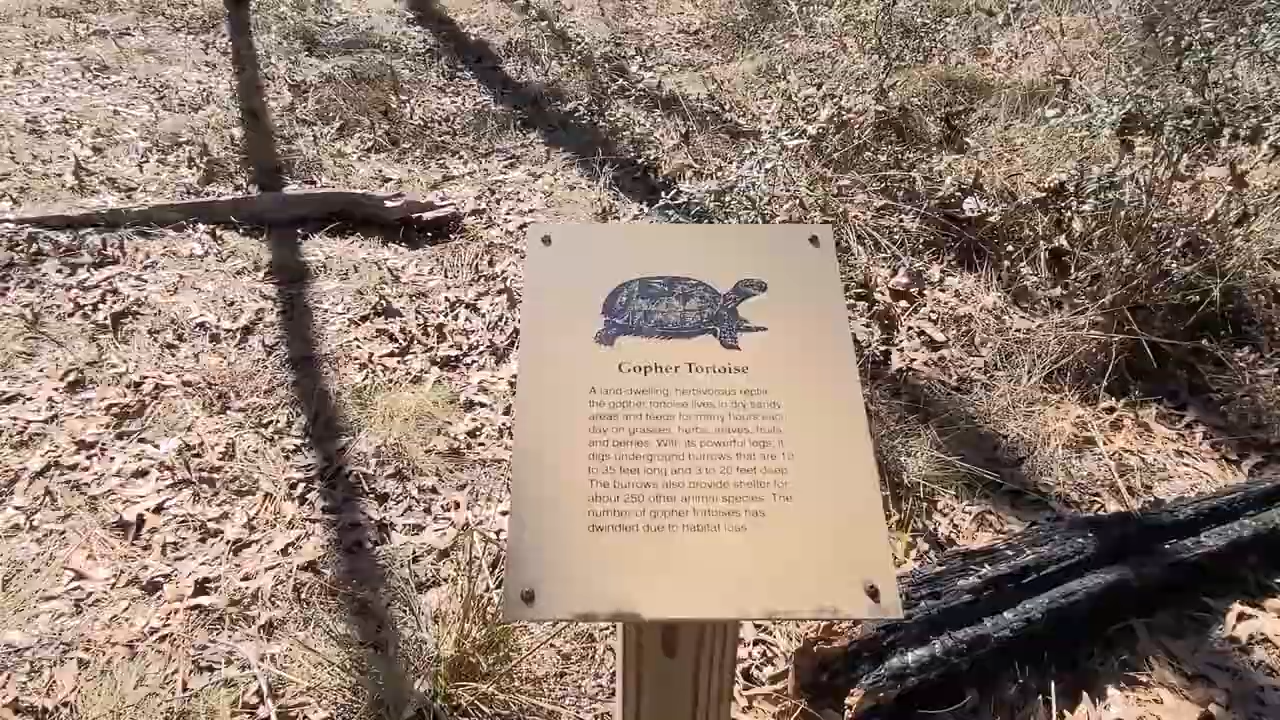 Gopher Tortoise
A land-dwelling, herbivorous reptile,
the gopher tortoise lives in dry sandy
areas and feeds for many hours each
day on grasses, herbs, leaves, fruits
and berries. With its powerful legs, it
digs underground burrows that are 10
to 35 feet long and 3 to 20 feet deep.
The burrows also provide shelter for
about 250 other animal species. The
number of gopher tortoises has
dwindled due to habitat loss.